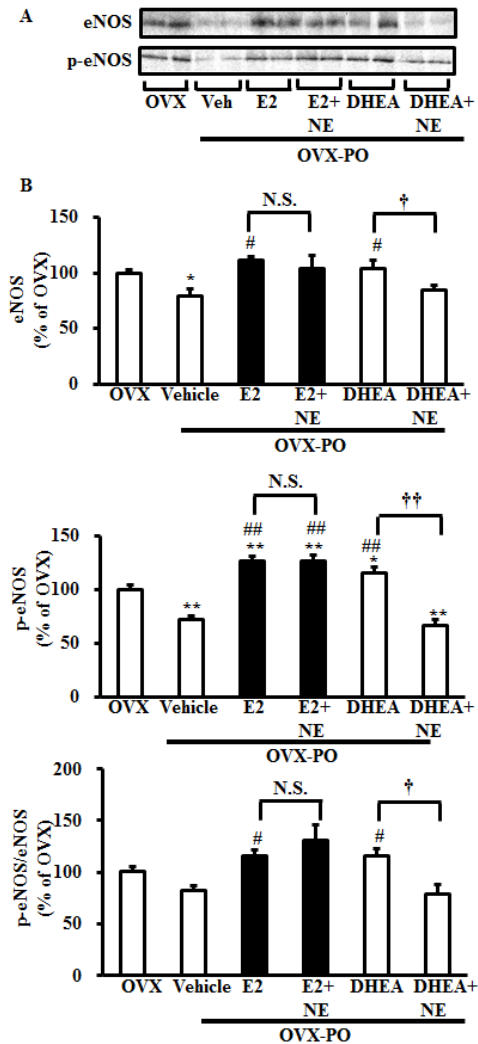 A
eNOS
p-eNOS
OVX Veh E2 E2+ DHEA DHEA+
NE NE
OVX-PO
B
N.S. †
150 # #
100 *
50
0
eNOS
(% of OVX)
OVX Vehicle E2 E2+ DHEA DHEA+
NE NE
OVX-PO
N.S. ††
150 ## ## ##
** ** *
100 ** **
50
0
p-eNOS
(% of OVX)
OVX Vehicle E2 E2+ DHEA DHEA+
NE NE
OVX-PO
200
N.S. †
150 # #
100
50
0
p-eNOS/eNOS
(% of OVX)
OVX Vehicle E2 E2+ DHEA DHEA+
NE NE
OVX-PO